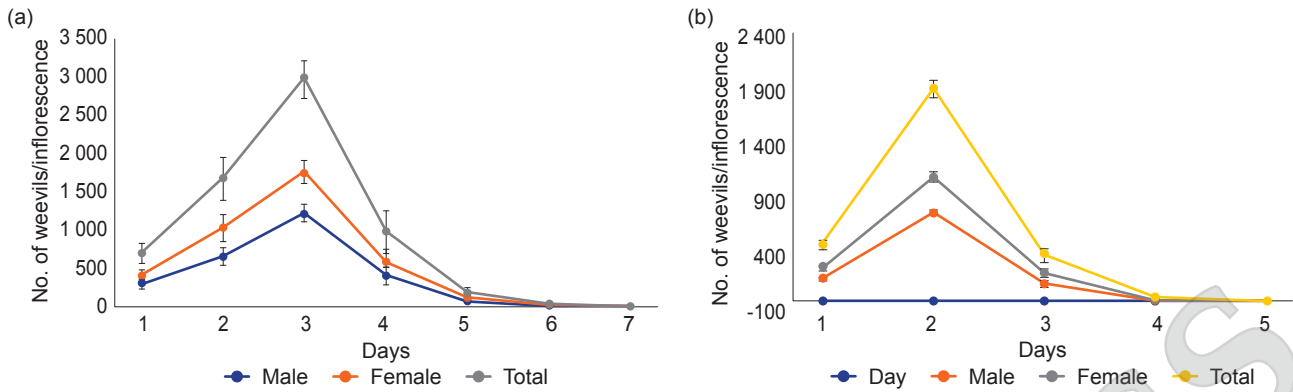 (a)
3 500
3 000
2 500
2 000
1 500
1 000
500
0
No. of weevils/inflorescence
1 2 3 4 5 6 7
Days
Male Female Total
(b)
2 400
1 900
1 400
900
400
-100
No. of weevils/inflorescence
1 2 3 4 5
Days
Day Male Female Total
S